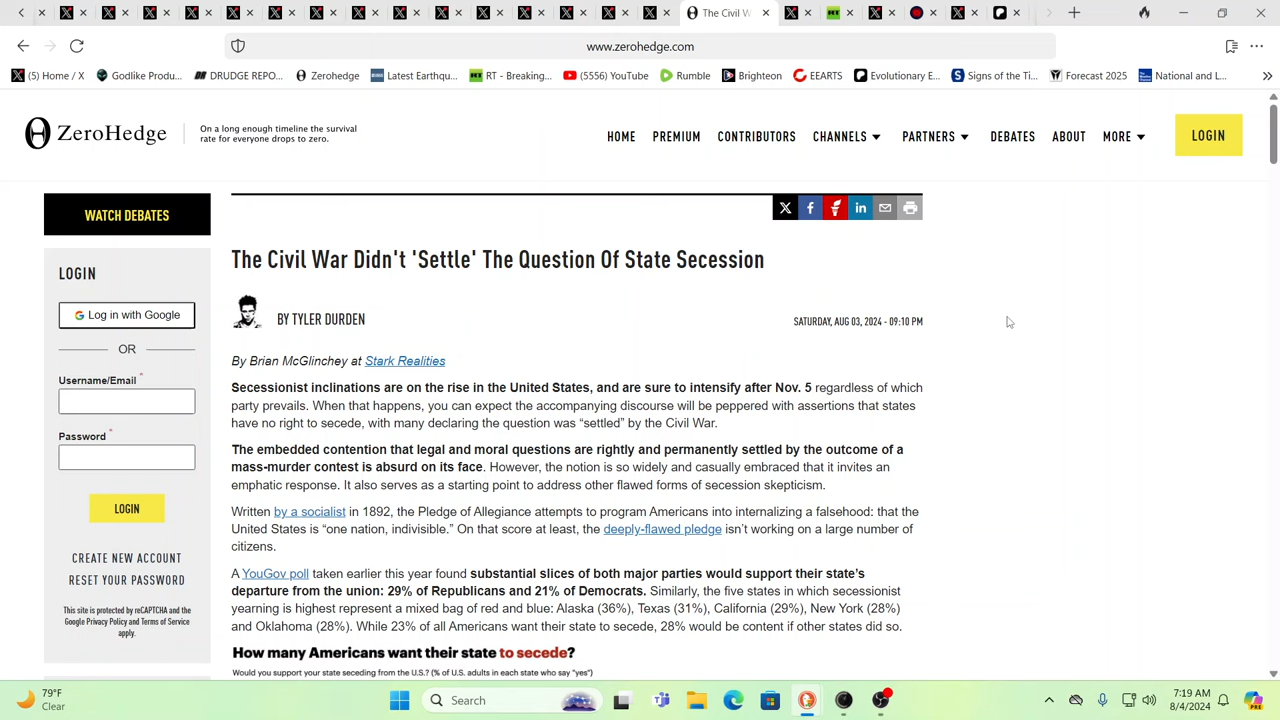 The Civil W
www.zerohedge.com
(5) Home / X
Godlike Produ...
DRUDGE REPO...
Zerohedge
Latest Earthqu...
RT - Breaking...
(5556) YouTube
Rumble
Brighteon
EEARTS
Evolutionary E...
Signs of the Ti...
Forecast 2025
National and L...
ZeroHedge
On a long enough timeline the survival
rate for everyone drops to zero.
HOME PREMIUM CONTRIBUTORS CHANNELS PARTNERS DEBATES ABOUT MORE
LOGIN
WATCH DEBATES
LOGIN
Log in with Google
OR
Username/Email *
Password *
LOGIN
CREATE NEW ACCOUNT
RESET YOUR PASSWORD
This site is protected by reCAPTCHA and the
Google Privacy Policy and Terms of Service
apply.
The Civil War Didn't 'Settle' The Question Of State Secession
BY TYLER DURDEN
SATURDAY, AUG 03, 2024 - 09:10 PM
By Brian McGlinchey at Stark Realities
Secessionist inclinations are on the rise in the United States, and are sure to intensify after Nov. 5 regardless of which
party prevails. When that happens, you can expect the accompanying discourse will be peppered with assertions that states
have no right to secede, with many declaring the question was “settled” by the Civil War.
The embedded contention that legal and moral questions are rightly and permanently settled by the outcome of a
mass-murder contest is absurd on its face. However, the notion is so widely and casually embraced that it invites an
emphatic response. It also serves as a starting point to address other flawed forms of secession skepticism.
Written by a socialist in 1892, the Pledge of Allegiance attempts to program Americans into internalizing a falsehood: that the
United States is “one nation, indivisible.” On that score at least, the deeply-flawed pledge isn’t working on a large number of
citizens.
A YouGov poll taken earlier this year found substantial slices of both major parties would support their state’s
departure from the union: 29% of Republicans and 21% of Democrats. Similarly, the five states in which secessionist
yearning is highest represent a mixed bag of red and blue: Alaska (36%), Texas (31%), California (29%), New York (28%)
and Oklahoma (28%). While 23% of all Americans want their state to secede, 28% would be content if other states did so.
How many Americans want their state to secede?
Would you support your state seceding from the U.S.? (% of U.S. adults in each state who say "yes")
79°F
Clear
Search
7:19 AM
8/4/2024